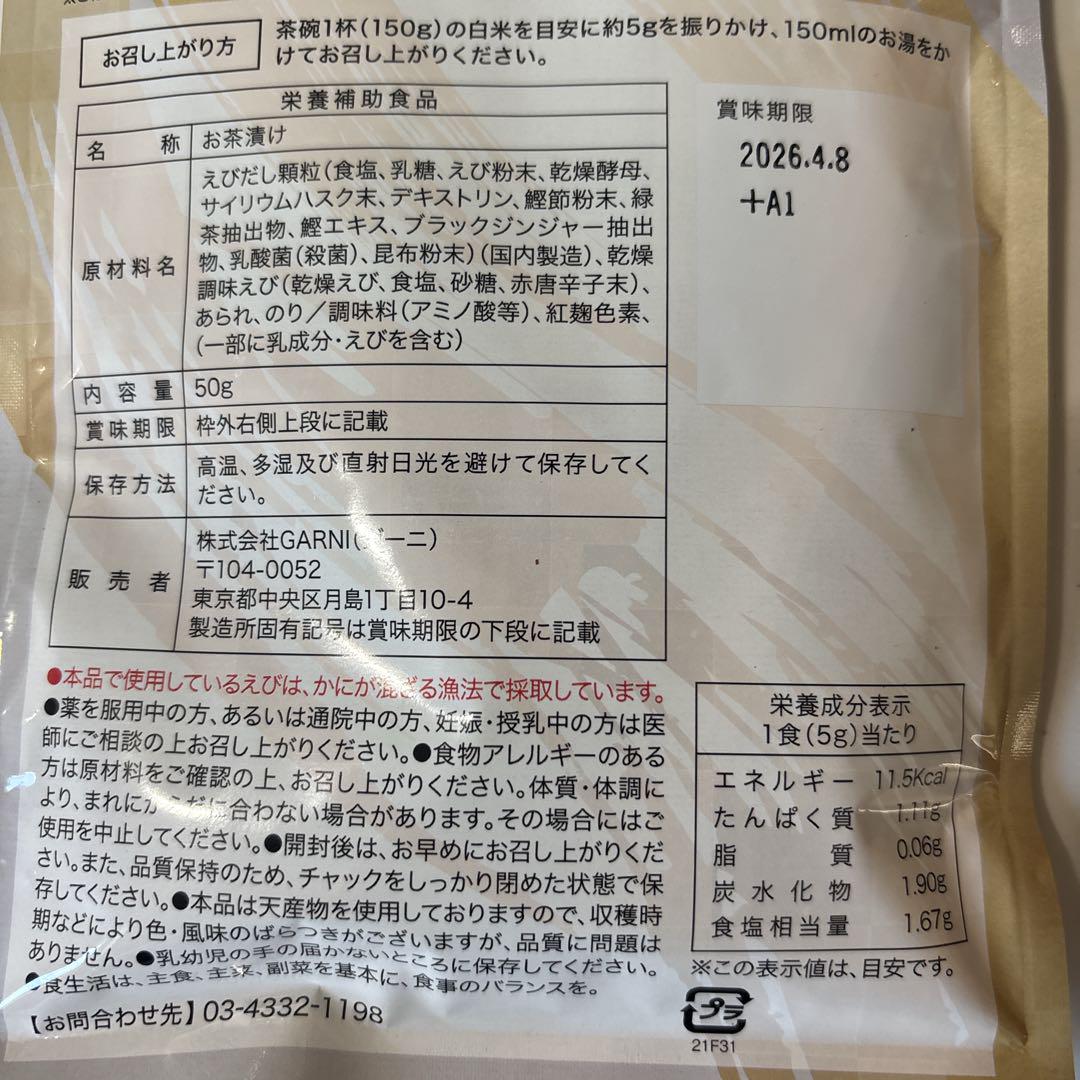 お召し上がり方
茶碗1杯(150g)の白米を目安に約5gを振りかけ、150mlのお湯をか
けてお召し上がりください。
栄養補助食品
名称 お茶漬け
原材料名
えびだし顆粒(食塩、乳糖、えび粉末、乾燥酵母、
サイリウムハスク末、デキストリン、鰹節粉末、緑
茶抽出物、鰹エキス、ブラックジンジャー抽出
物、乳酸菌(殺菌)、昆布粉末)(国内製造)、乾燥
調味えび(乾燥えび、食塩、砂糖、赤唐辛子末)、
あられ、のり/調味料(アミノ酸等)、紅麹色素、
(一部に乳成分・えびを含む)
内容量 50g
賞味期限 枠外右側上段に記載
保存方法
高温、多湿及び直射日光を避けて保存してく
ださい。
販売者
株式会社GARNI(ーニ)
〒104-0052
東京都中央区月島1丁目10-4
製造所固有記号は賞味期限の下段に記載
賞味期限
2026.4.8
+A1
●本品で使用しているえびは、かにが混ざる漁法で採取しています。
●薬を服用中の方、あるいは通院中の方、妊娠・授乳中の方は医
師にご相談の上お召し上がりください。●食物アレルギーのある
方は原材料をご確認の上、お召し上がりください。体質・体調に
より、まれにからだに合わない場合があります。その場合にはご
使用を中止してください。●開封後は、お早めにお召し上がりくだ
さい。また、品質保持のため、チャックをしっかり閉めた状態で保
存してください。●本品は天産物を使用しておりますので、収穫時
期などにより色・風味のばらつきがございますが、品質に問題は
ありません。●乳幼児の手の届かないところに保存してください。
●食生活は、主食、主菜、副菜を基本に、食事のバランスを。
【お問合わせ先】03-4332-1198
栄養成分表示
1食(5g)当たり
エネルギー 11.5Kcal
たんぱく質 1.11g
脂質 0.06g
炭水化物 1.90g
食塩相当量 1.67g
※この表示値は、目安です。
プラ
21F31